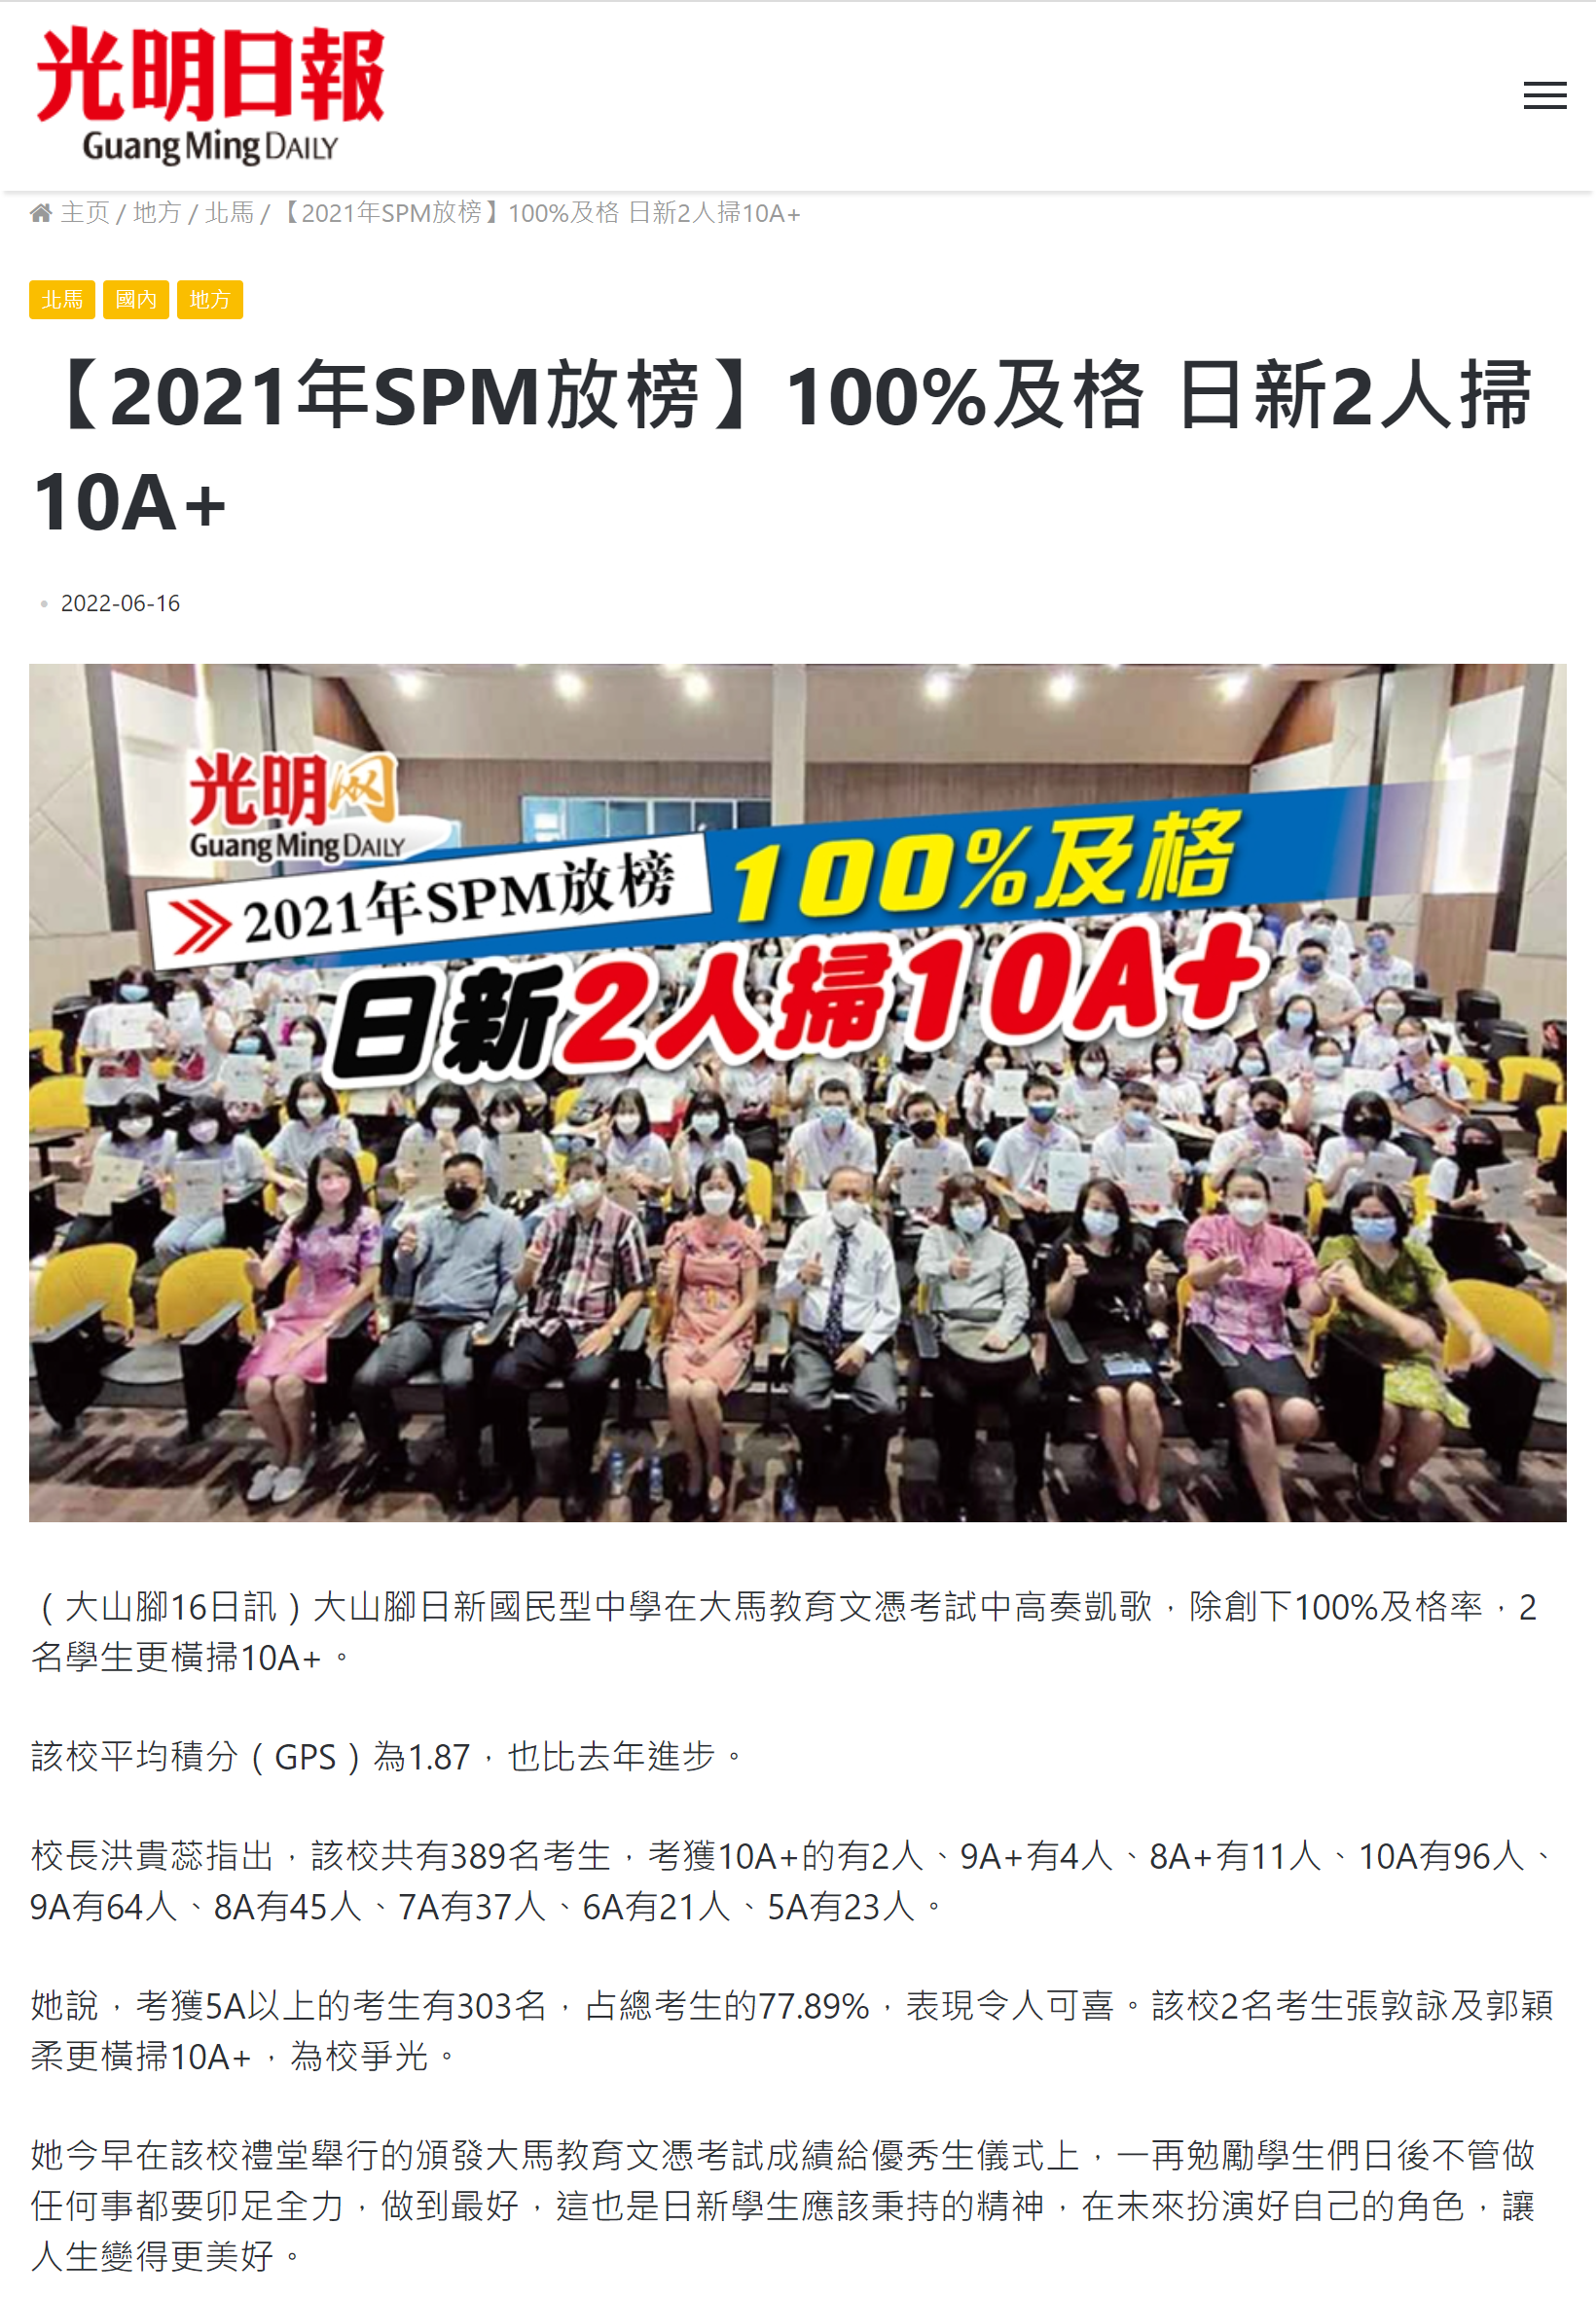 光明日報
Guang Ming DAILY
主页 / 地方 / 北馬 / 【2021年SPM放榜】100%及格 日新2人掃10A+
北馬 國內 地方
【2021年SPM放榜】100%及格 日新2人掃
10A+
2022-06-16
光明网
Guang Ming DAILY
2021年SPM放榜 100%及格
日新2人掃10A+
（大山腳16日訊）大山腳日新國民型中學在大馬教育文憑考試中高奏凱歌，除創下100%及格率，2
名學生更橫掃10A+。
該校平均積分（GPS）為1.87，也比去年進步。
校長洪貴蕊指出，該校共有389名考生，考獲10A+的有2人、9A+有4人、8A+有11人、10A有96人、
9A有64人、8A有45人、7A有37人、6A有21人、5A有23人。
她說，考獲5A以上的考生有303名，占總考生的77.89%，表現令人可喜。該校2名考生張敦詠及郭穎
柔更橫掃10A+，為校爭光。
她今早在該校禮堂舉行的頒發大馬教育文憑考試成績給優秀生儀式上，一再勉勵學生們日後不管做
任何事都要卯足全力，做到最好，這也是日新學生應該秉持的精神，在未來扮演好自己的角色，讓
人生變得更美好。